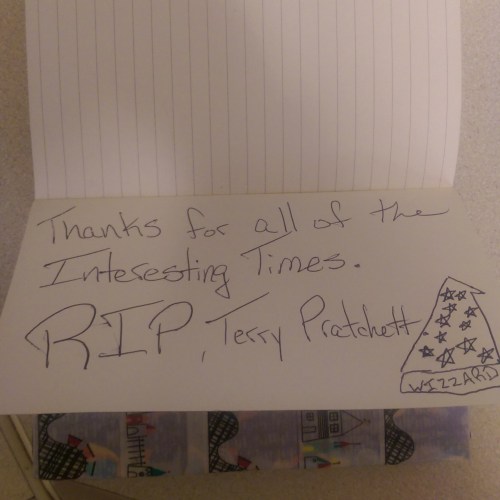 Thanks for all of the
Interesting Times.
RIP, Terry Pratchett
WIZZARD